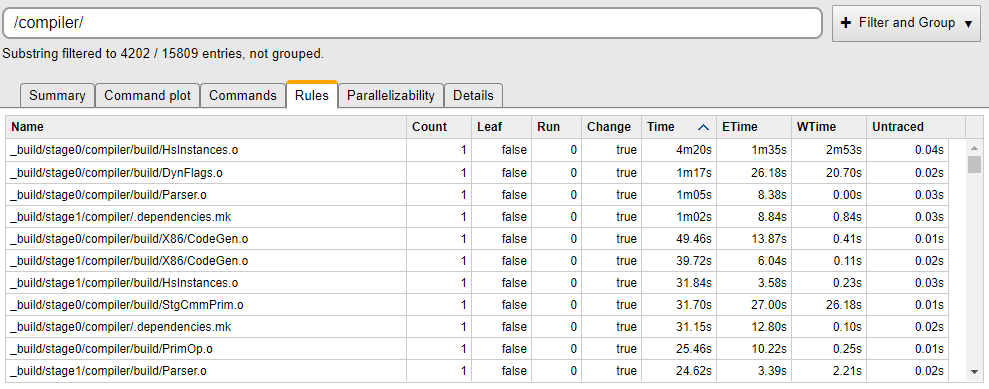 /compiler/
+ Filter and Group ▼
Substring filtered to 4202 / 15809 entries, not grouped.
Summary Command plot Commands Rules Parallelizability Details
Name Count Leaf Run Change Time ETime WTime Untraced
_build/stage0/compiler/build/HsInstances.o 1 false 0 true 4m20s 1m35s 2m53s 0.04s
_build/stage0/compiler/build/DynFlags.o 1 false 0 true 1m17s 26.18s 20.70s 0.02s
_build/stage0/compiler/build/Parser.o 1 false 0 true 1m05s 8.38s 0.00s 0.03s
_build/stage1/compiler/.dependencies.mk 1 false 0 true 1m02s 8.84s 0.84s 0.03s
_build/stage0/compiler/build/X86/CodeGen.o 1 false 0 true 49.46s 13.87s 0.41s 0.01s
_build/stage1/compiler/build/X86/CodeGen.o 1 false 0 true 39.72s 6.04s 0.11s 0.02s
_build/stage1/compiler/build/HsInstances.o 1 false 0 true 31.84s 3.58s 0.23s 0.03s
_build/stage0/compiler/build/StgCmmPrim.o 1 false 0 true 31.70s 27.00s 26.18s 0.01s
_build/stage0/compiler/.dependencies.mk 1 false 0 true 31.15s 12.80s 0.10s 0.02s
_build/stage0/compiler/build/PrimOp.o 1 false 0 true 25.46s 10.22s 0.25s 0.01s
_build/stage1/compiler/build/Parser.o 1 false 0 true 24.62s 3.39s 2.21s 0.02s